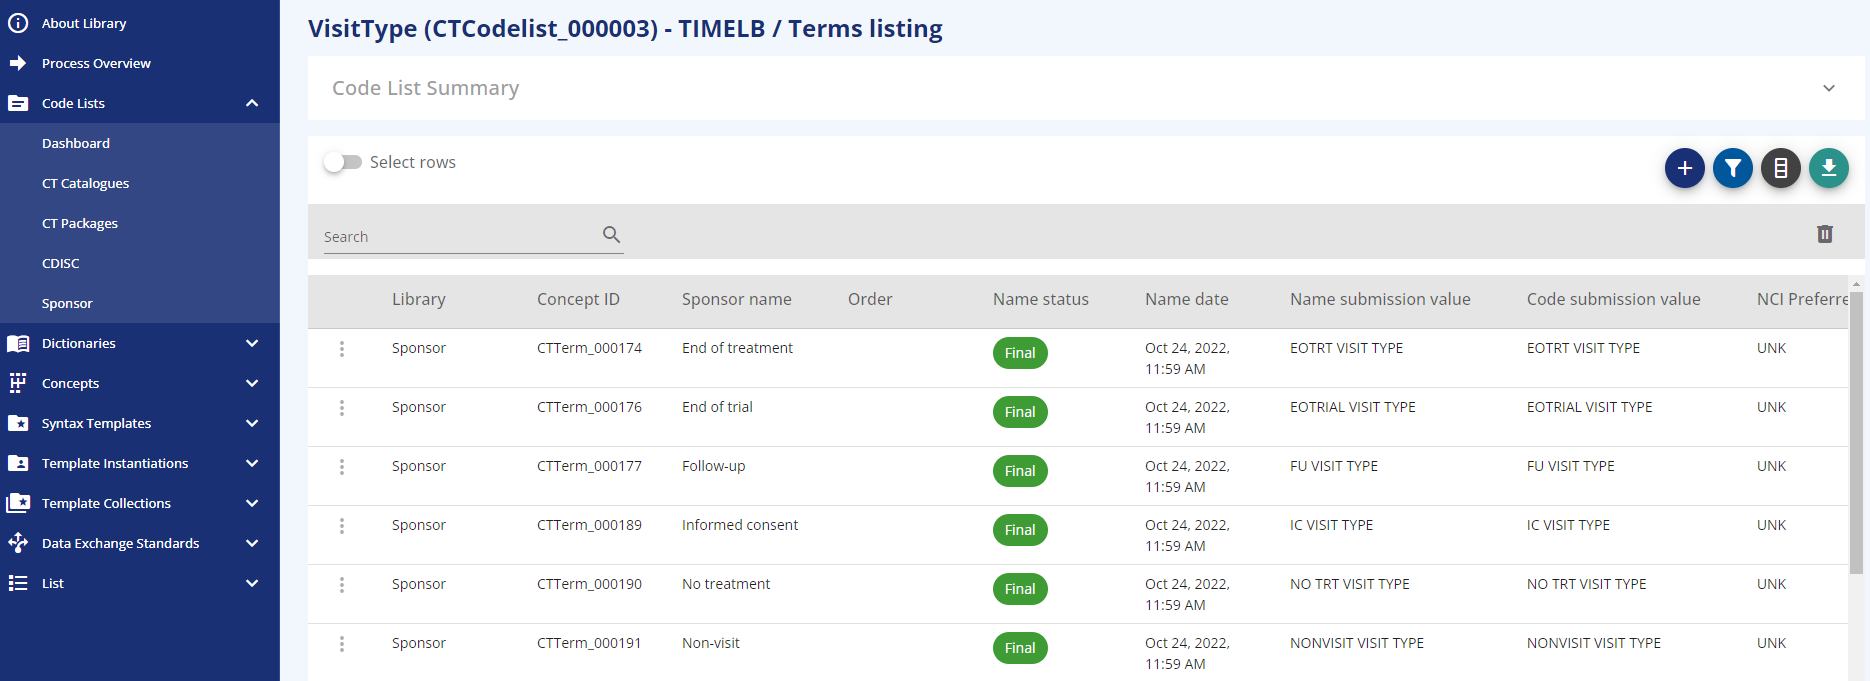 About Library
Process Overview
Code Lists
Dashboard
CT Catalogues
CT Packages
CDISC
Sponsor
Dictionaries
Concepts
Syntax Templates
Template Instantiations
Template Collections
Data Exchange Standards
List
VisitType (CTCodelist_000003) - TIMELB / Terms listing
Code List Summary
Select rows
Search
Library Concept ID Sponsor name Order Name status Name date Name submission value Code submission value NCI Preferre
Sponsor CTTerm_000174 End of treatment Final Oct 24, 2022, EOTRT VISIT TYPE EOTRT VISIT TYPE UNK
11:59 AM
Sponsor CTTerm_000176 End of trial Final Oct 24, 2022, EOTRIAL VISIT TYPE EOTRIAL VISIT TYPE UNK
11:59 AM
Sponsor CTTerm_000177 Follow-up Final Oct 24, 2022, FU VISIT TYPE FU VISIT TYPE UNK
11:59 AM
Sponsor CTTerm_000189 Informed consent Final Oct 24, 2022, IC VISIT TYPE IC VISIT TYPE UNK
11:59 AM
Sponsor CTTerm_000190 No treatment Final Oct 24, 2022, NO TRT VISIT TYPE NO TRT VISIT TYPE UNK
11:59 AM
Sponsor CTTerm_000191 Non-visit Final Oct 24, 2022, NONVISIT VISIT TYPE NONVISIT VISIT TYPE UNK
11:59 AM